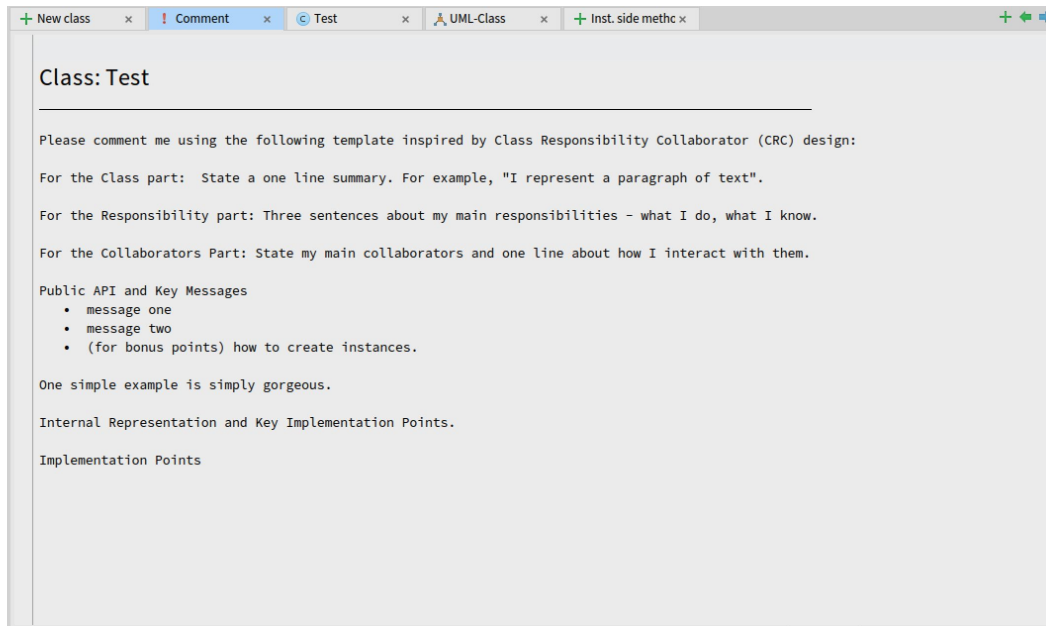 New class
Comment
Test
UML-Class
Inst. side methc
Class: Test
Please comment me using the following template inspired by Class Responsibility Collaborator (CRC) design:
For the Class part:  State a one line summary. For example, "I represent a paragraph of text".
For the Responsibility part: Three sentences about my main responsibilities - what I do, what I know.
For the Collaborators Part: State my main collaborators and one line about how I interact with them.
Public API and Key Messages
• message one
• message two
• (for bonus points) how to create instances.
One simple example is simply gorgeous.
Internal Representation and Key Implementation Points.
Implementation Points